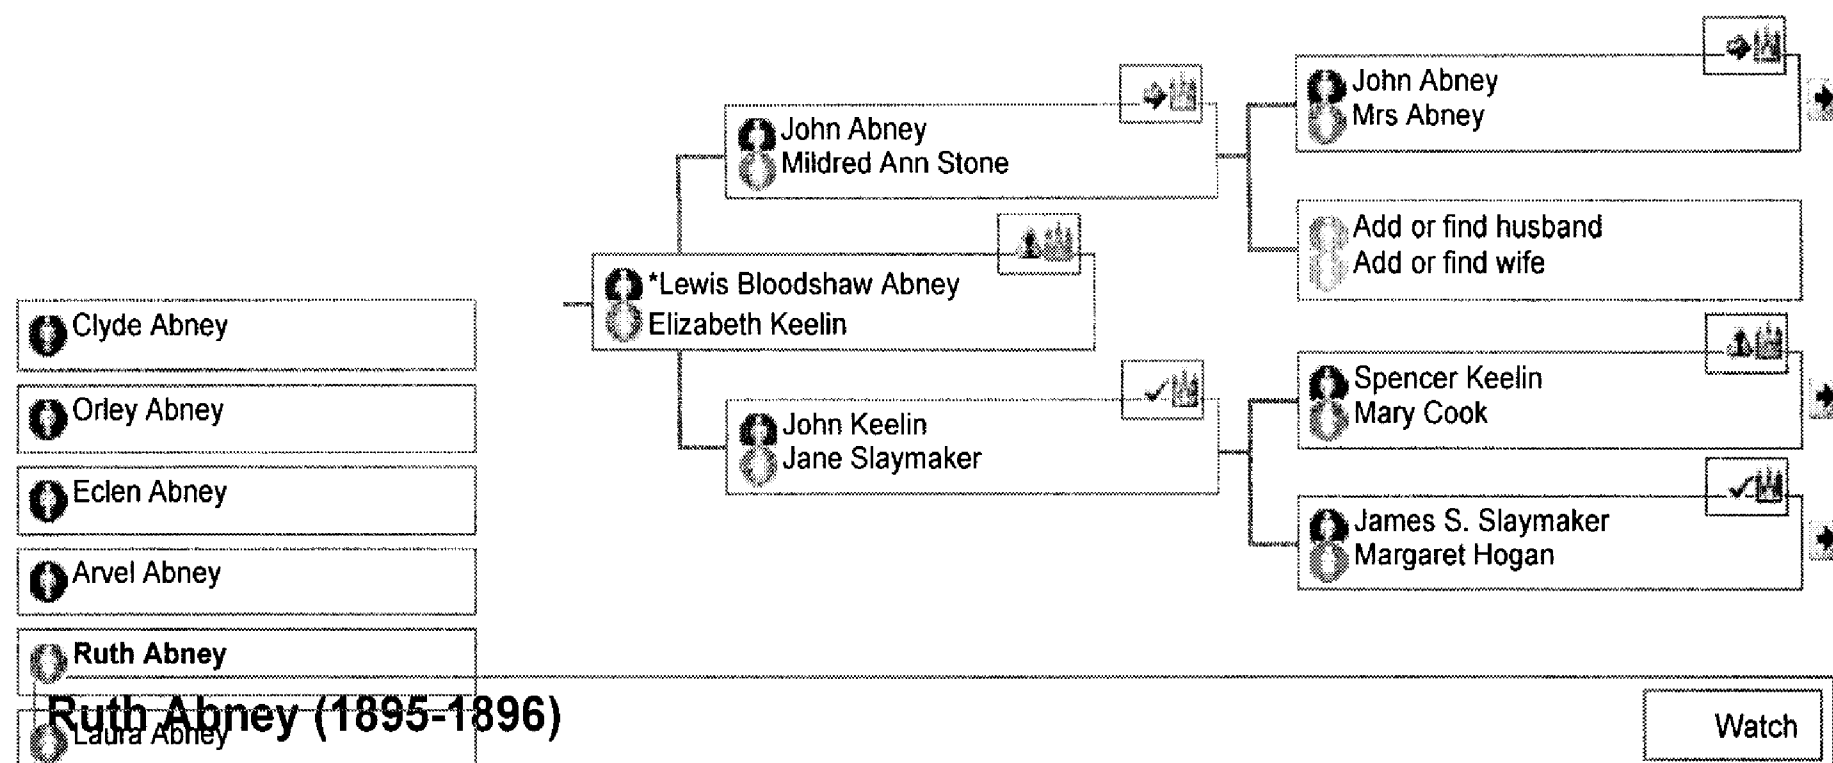 John Abney
Mrs Abney
John Abney
Mildred Ann Stone
Add or find husband
Add or find wife
*Lewis Bloodshaw Abney
Elizabeth Keelin
Spencer Keelin
Mary Cook
John Keelin
Jane Slaymaker
James S. Slaymaker
Margaret Hogan
Clyde Abney
Orley Abney
Eclen Abney
Arvel Abney
Ruth Abney
Ruth Abney (1895-1896)
Laura Abney
Watch